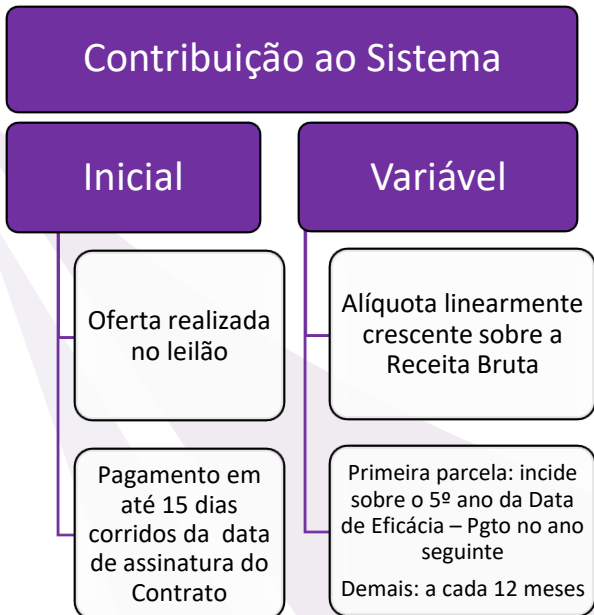 Contribuição ao Sistema
Inicial
Oferta realizada
no leilão
Pagamento em
até 15 dias
corridos da data
de assinatura do
Contrato
Variável
Alíquota linearmente
crescente sobre a
Receita Bruta
Primeira parcela: incide
sobre o 5º ano da Data
de Eficácia – Pgto no ano
seguinte
Demais: a cada 12 meses